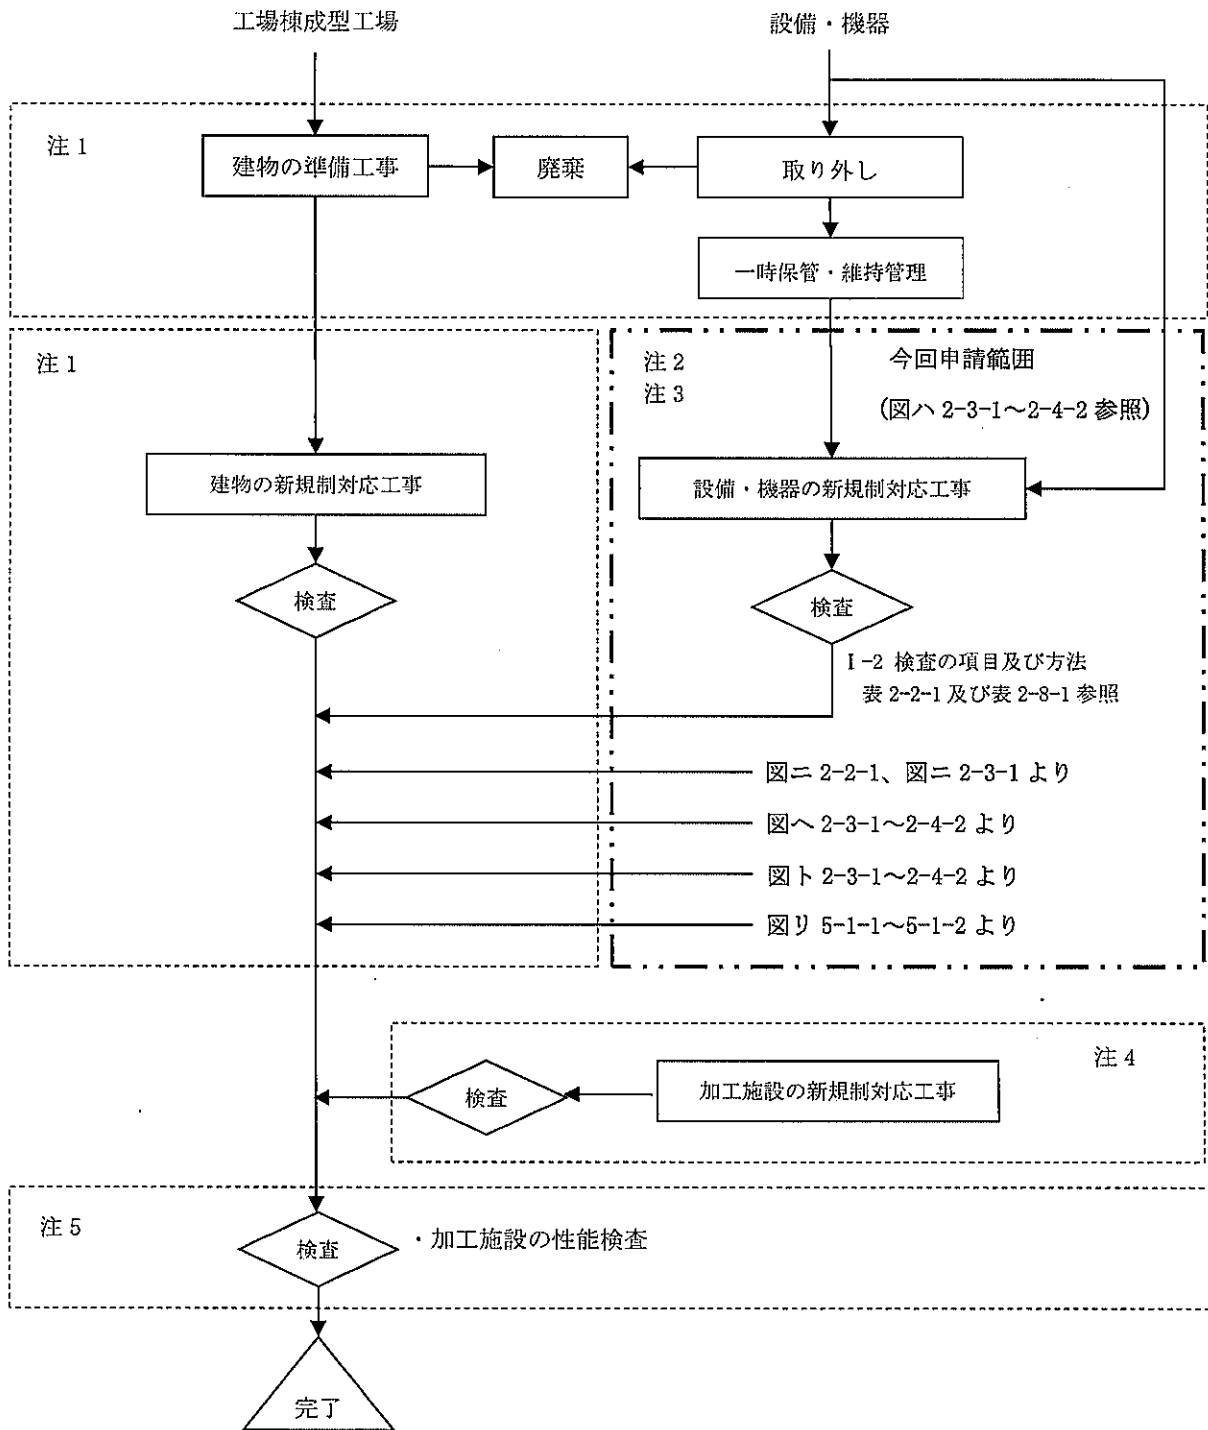 工場棟成型工場
設備・機器
注 1
建物の準備工事
廃棄
取り外し
一時保管・維持管理
注 1
注 2
注 3
今回申請範囲
(図ハ 2-3-1～2-4-2 参照)
建物の新規制対応工事
設備・機器の新規制対応工事
検査
検査
Ⅰ-2 検査の項目及び方法
表 2-2-1 及び表 2-8-1 参照
図ニ 2-2-1、図ニ 2-3-1 より
図ヘ 2-3-1～2-4-2 より
図ト 2-3-1～2-4-2 より
図リ 5-1-1～5-1-2 より
注 4
検査
加工施設の新規制対応工事
注 5
検査
・加工施設の性能検査
完了